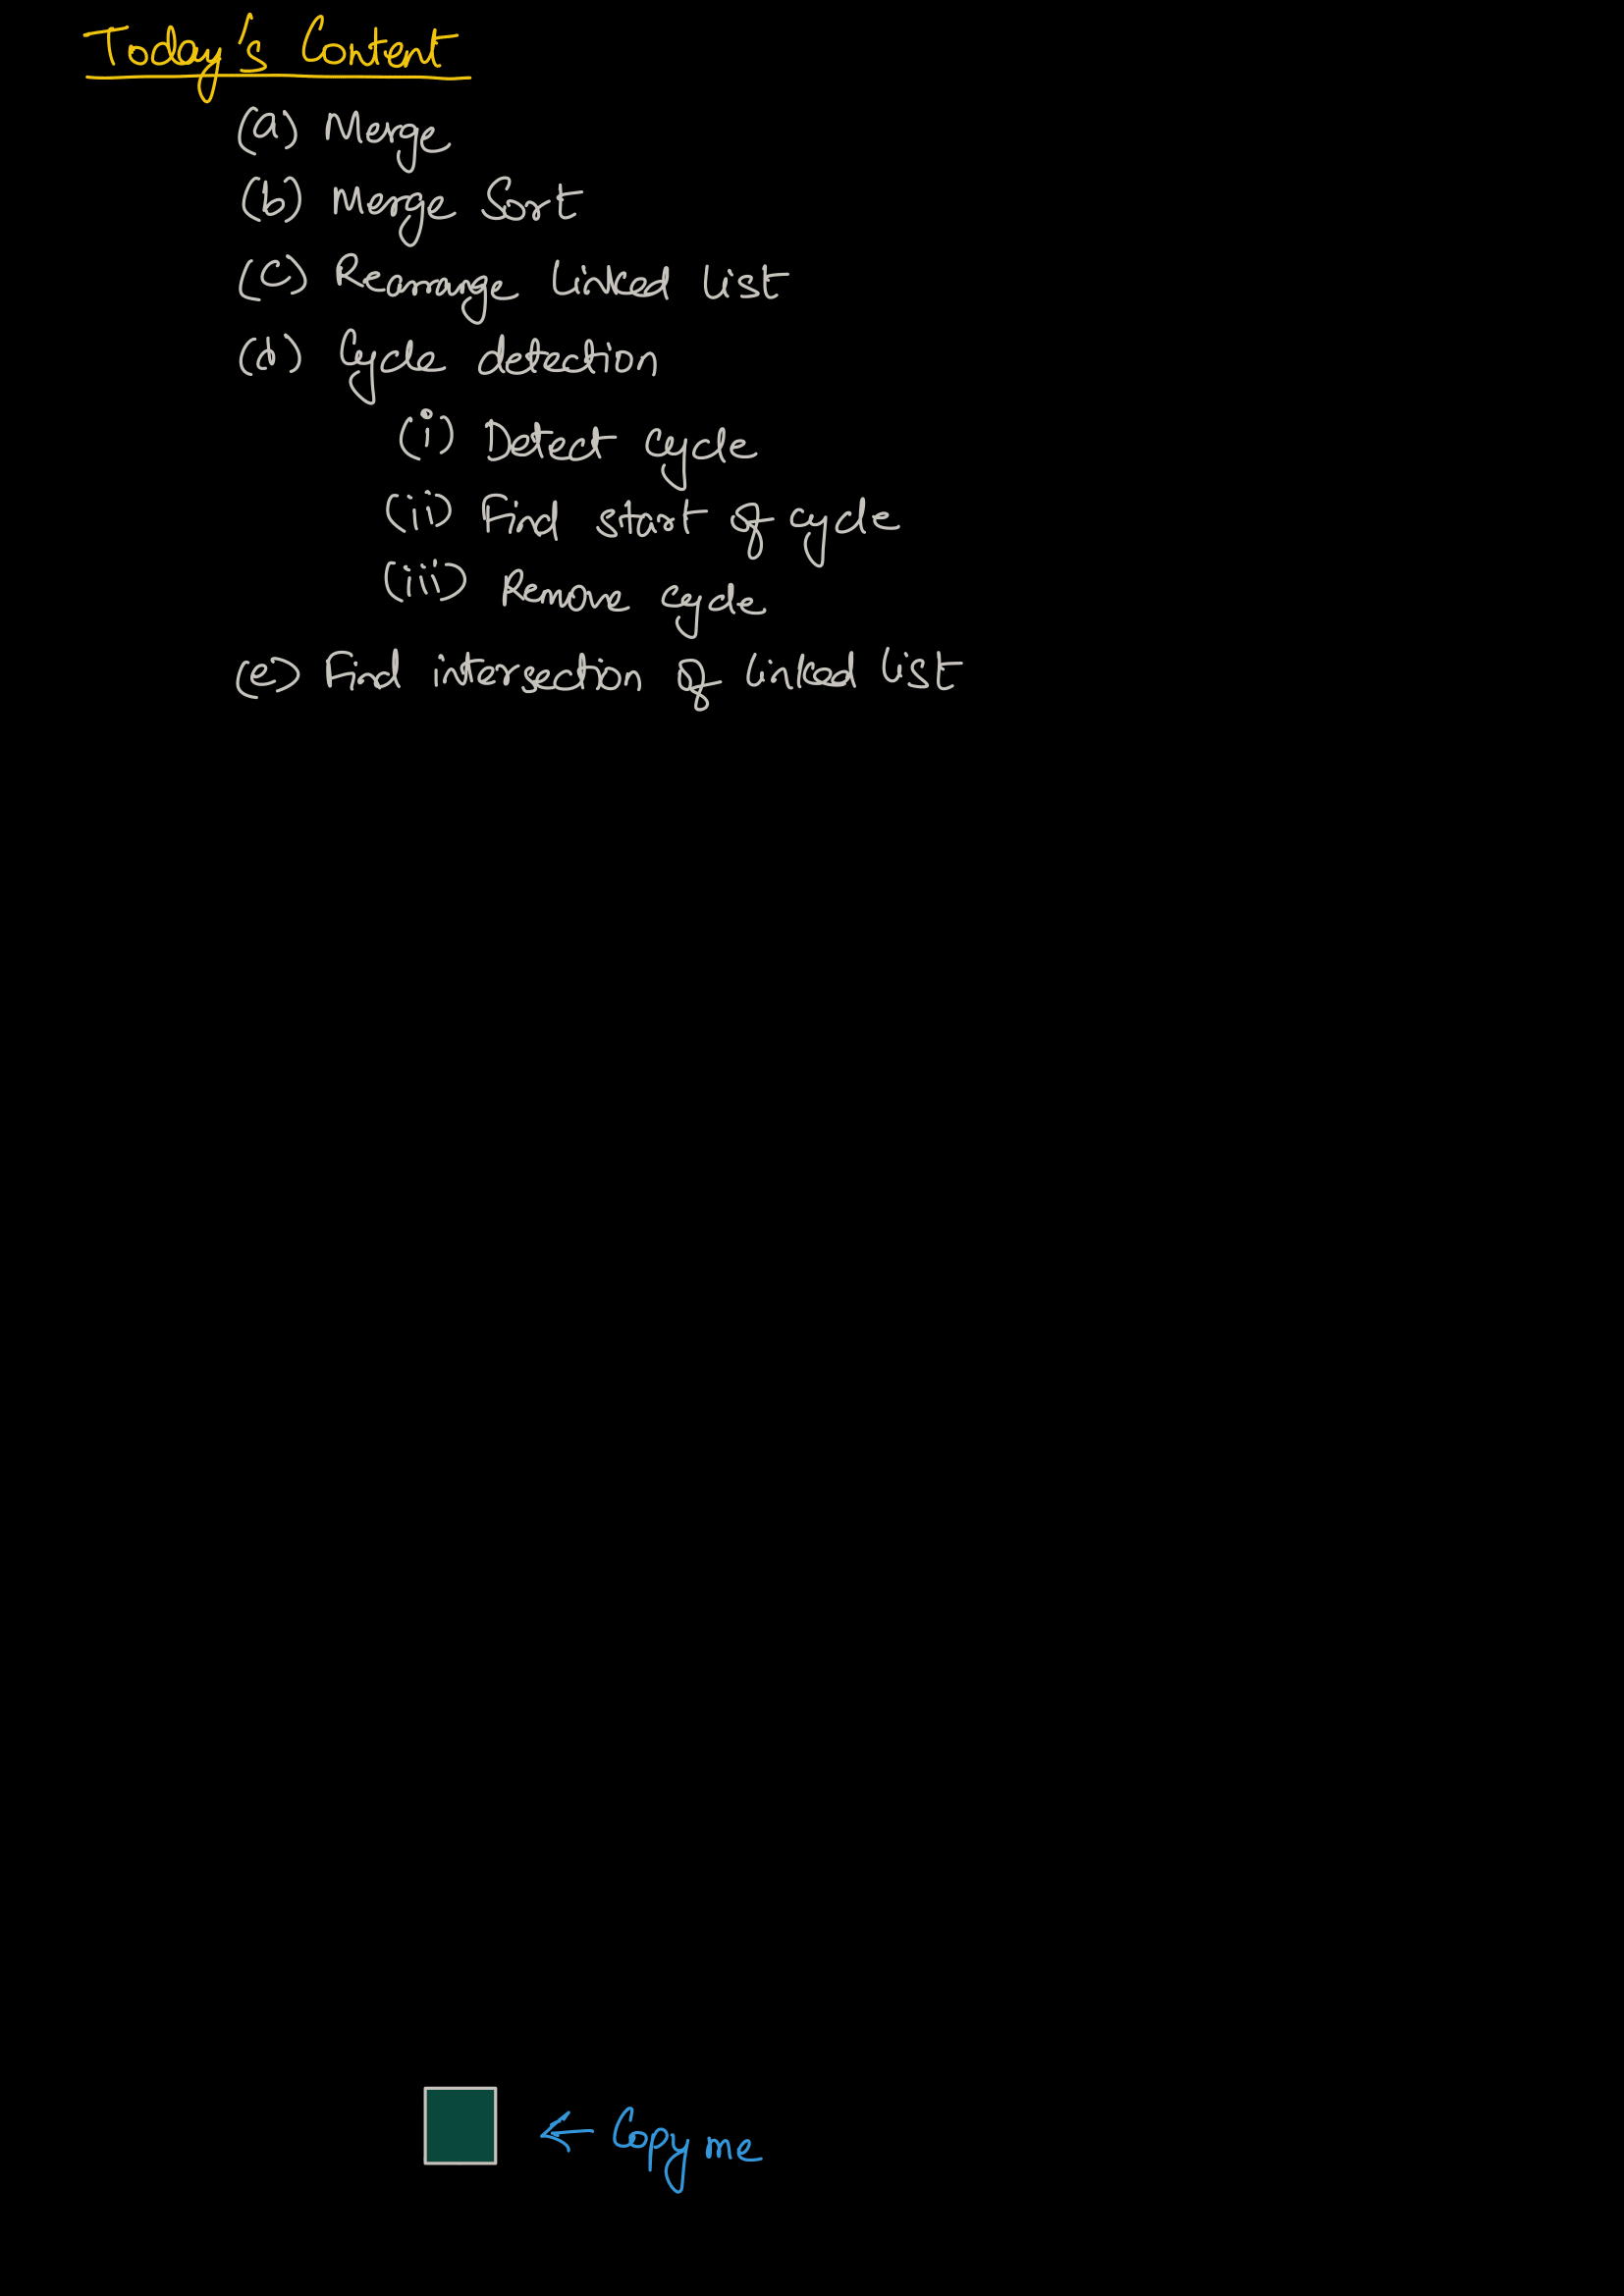 Today's Content
(a) Merge
(b) Merge Sort
(c) Rearrange linked list
(d) Cycle detection
(i) Detect cycle
(ii) Find start of cycle
(iii) Remove cycle
(e) Find intersection of linked list
← Copy me